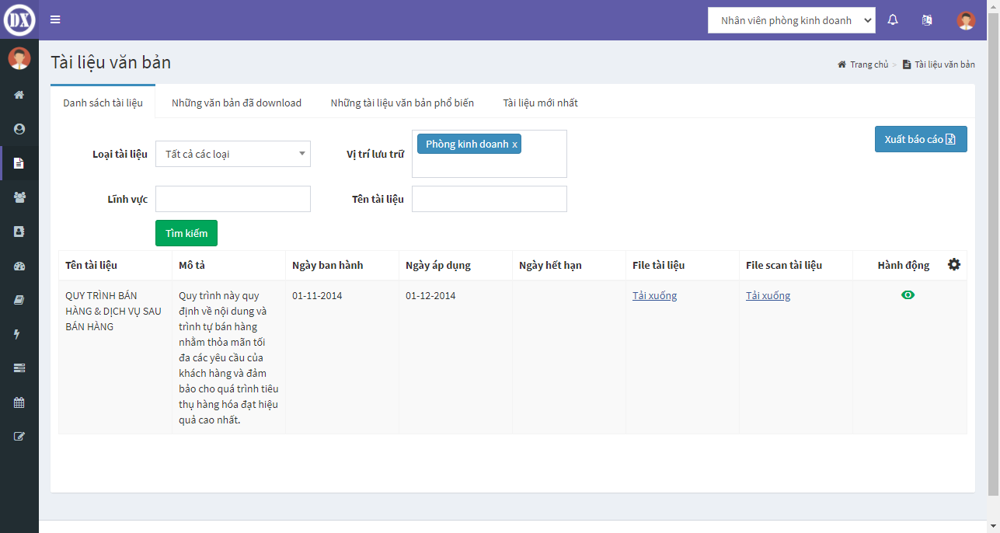 DX
Nhân viên phòng kinh doanh
Tài liệu văn bản
Trang chủ > Tài liệu văn bản
Danh sách tài liệu
Những văn bản đã download
Những tài liệu văn bản phổ biến
Tài liệu mới nhất
Loại tài liệu
Tất cả các loại
Vị trí lưu trữ
Phòng kinh doanh x
Xuất báo cáo
Lĩnh vực
Tên tài liệu
Tìm kiếm
Tên tài liệu
Mô tả
Ngày ban hành
Ngày áp dụng
Ngày hết hạn
File tài liệu
File scan tài liệu
Hành động
QUY TRÌNH BÁN
HÀNG & DỊCH VỤ SAU
BÁN HÀNG
Quy trình này quy
định về nội dung và
trình tự bán hàng
nhằm thỏa mãn tối
đa các yêu cầu của
khách hàng và đảm
bảo cho quá trình tiêu
thụ hàng hóa đạt hiệu
quả cao nhất.
01-11-2014
01-12-2014
Tải xuống
Tải xuống